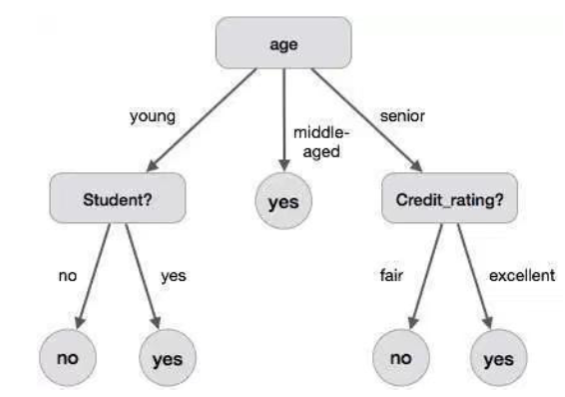 age
young
middle-
aged
senior
Student?
yes
Credit_rating?
no
yes
fair
excellent
no
yes
no
yes